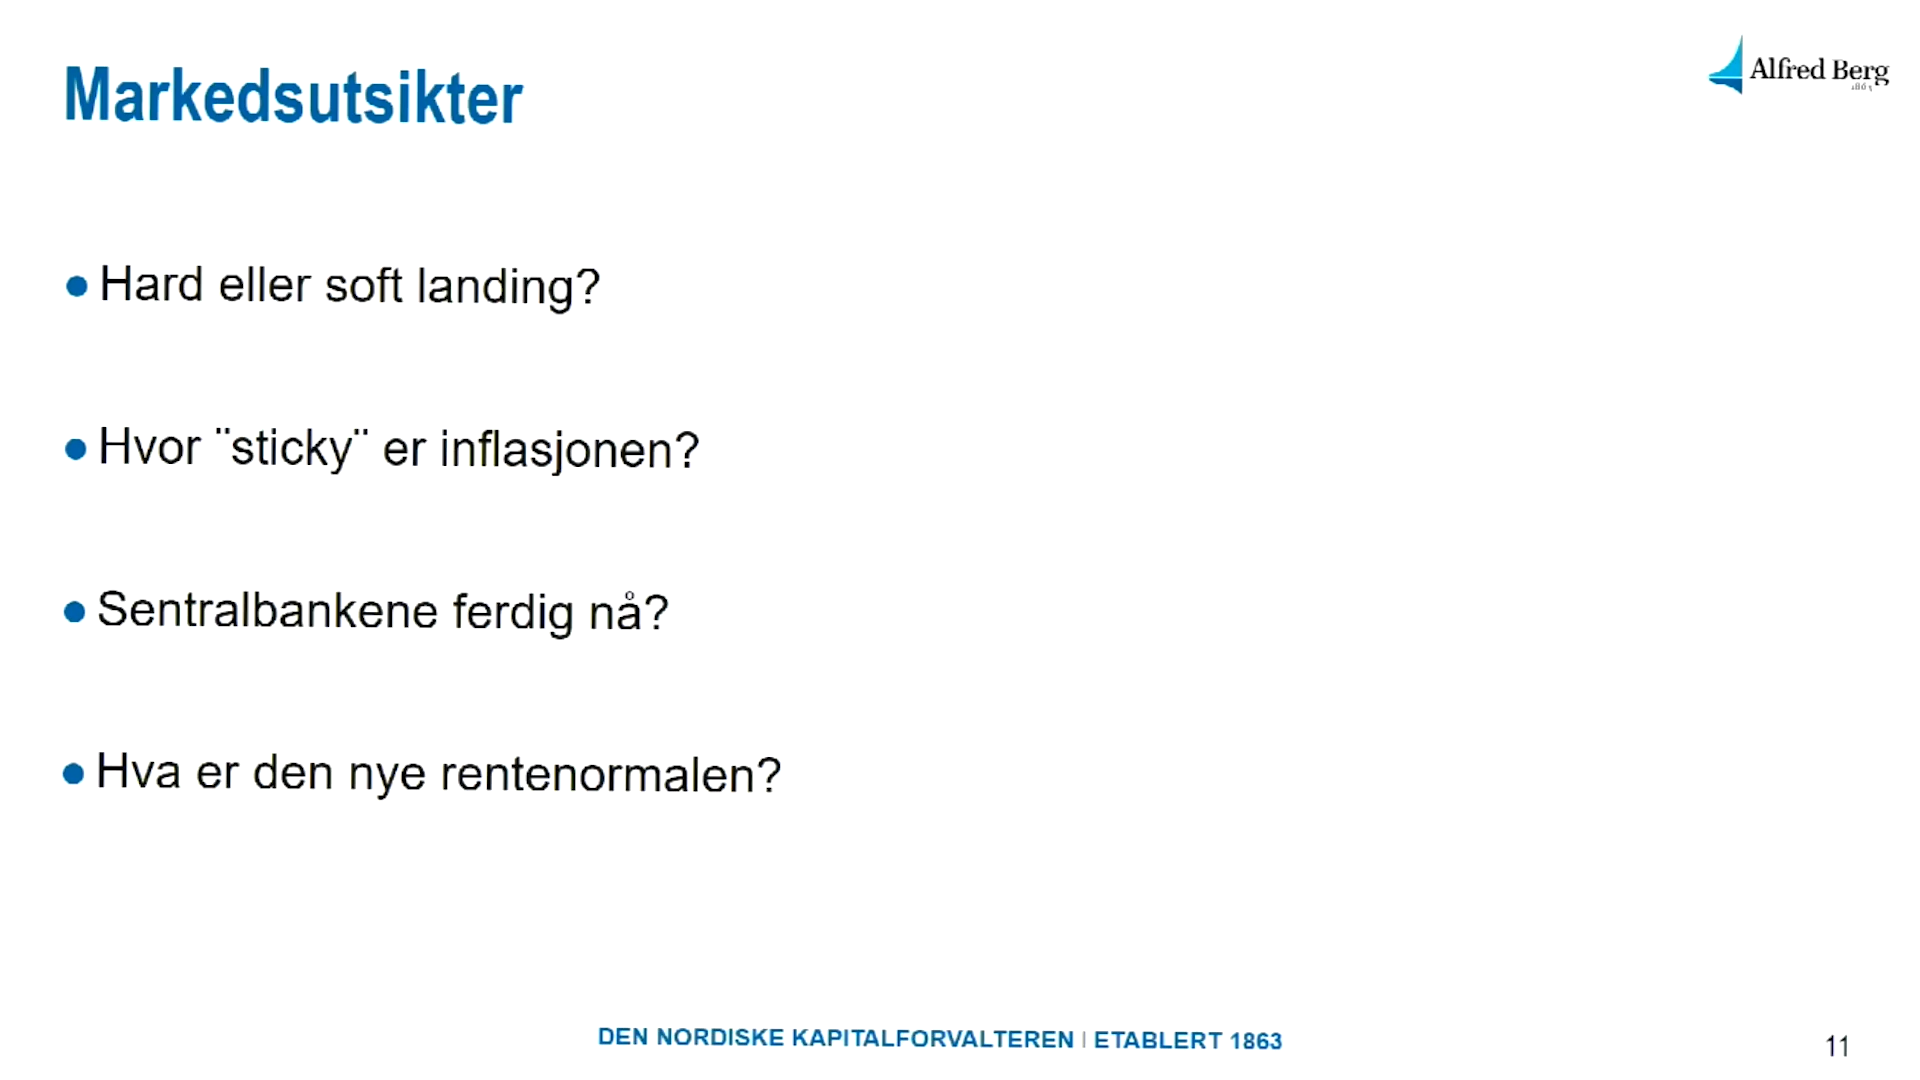 Markedsutsikter
Alfred Berg
1863
Hard eller soft landing?
Hvor ¨sticky¨ er inflasjonen?
Sentralbankene ferdig nå?
Hva er den nye rentenormalen?
DEN NORDISKE KAPITALFORVALTEREN | ETABLERT 1863
11